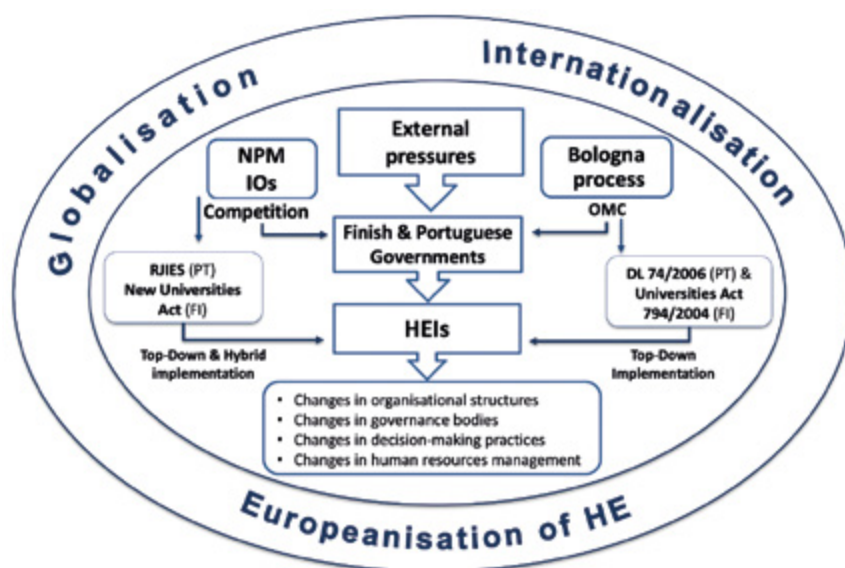 Globalisation
Internationalisation
External
pressures
NPM
IOs
Competition
Bologna
process
OMC
Finish & Portuguese
Governments
RJIES (PT)
New Universities
Act (FI)
DL 74/2006 (PT) &
Universities Act
794/2004 (FI)
HEIs
Top-Down & Hybrid
implementation
Top-Down
Implementation
• Changes in organisational structures
• Changes in governance bodies
• Changes in decision-making practices
• Changes in human resources management
Europeanisation of HE